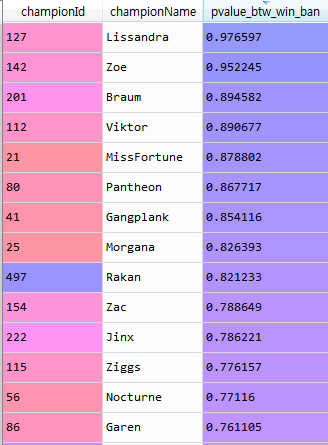 championId championName pvalue_btw_win_ban
127 Lissandra 0.976597
142 Zoe 0.952245
201 Braum 0.894582
112 Viktor 0.890677
21 MissFortune 0.878802
80 Pantheon 0.867717
41 Gangplank 0.854116
25 Morgana 0.826393
497 Rakan 0.821233
154 Zac 0.788649
222 Jinx 0.786221
115 Ziggs 0.776157
56 Nocturne 0.77116
86 Garen 0.761105